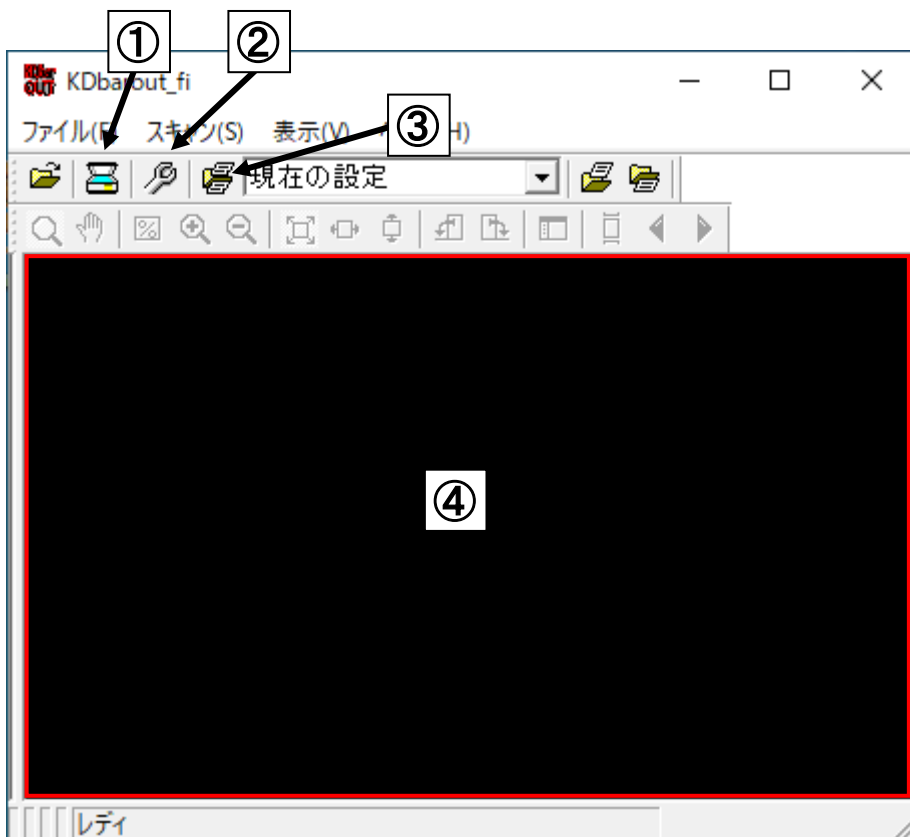 ① ②
KDbarout_fi
③
ファイル(F) スキャン(S) 表示(V) H)
現在の設定
④
レディ